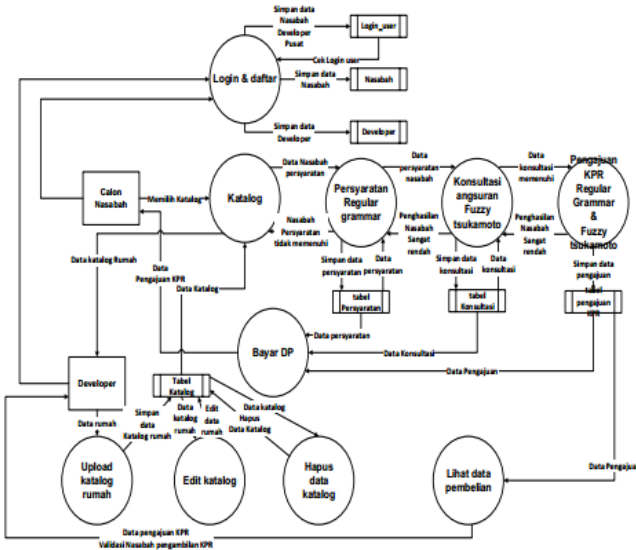 Simpan data
Nasabah
Developer
Pusat
Login_user
Cek Login user
Login & daftar
Simpan data
Nasabah
Nasabah
Simpan data
Developer
Developer
Calon
Nasabah
Memilih Katalog
Katalog
Data Nasabah
persyaratan
Persyaratan
Regular
grammar
Data
persyaratan
nasabah
Konsultasi
angsuran
Fuzzy
tsukamoto
Data
konsultasi
memenuhi
Pengajuan
KPR
Regular
Grammar
&
Fuzzy
tsukamoto
Nasabah
Persyaratan
tidak memenuhi
Penghasilan
Nasabah
Sangat
rendah
Penghasilan
Nasabah
Sangat
rendah
Data katalog Rumah
Data
Pengajuan KPR
Data Katalog
Simpan data
persyaratan
Data
persyaratan
Simpan data
konsultasi
Data
konsultasi
Simpan data
pengajuan
tabel
Persyaratan
tabel
Konsultasi
tabel
pengajuan
KPR
Bayar DP
Data persyaratan
Data Konsultasi
Data Pengajuan
Developer
Tabel
Katalog
Data rumah
Simpan
data
Katalog rumah
Data
katalog
rumah
Edit
data
rumah
Data katalog
Hapus
Data Katalog
Upload
katalog
rumah
Edit katalog
Hapus
data
katalog
Lihat data
pembelian
Data Pengajua
Data pengajuan KPR
Validasi Nasabah pengambilan KPR